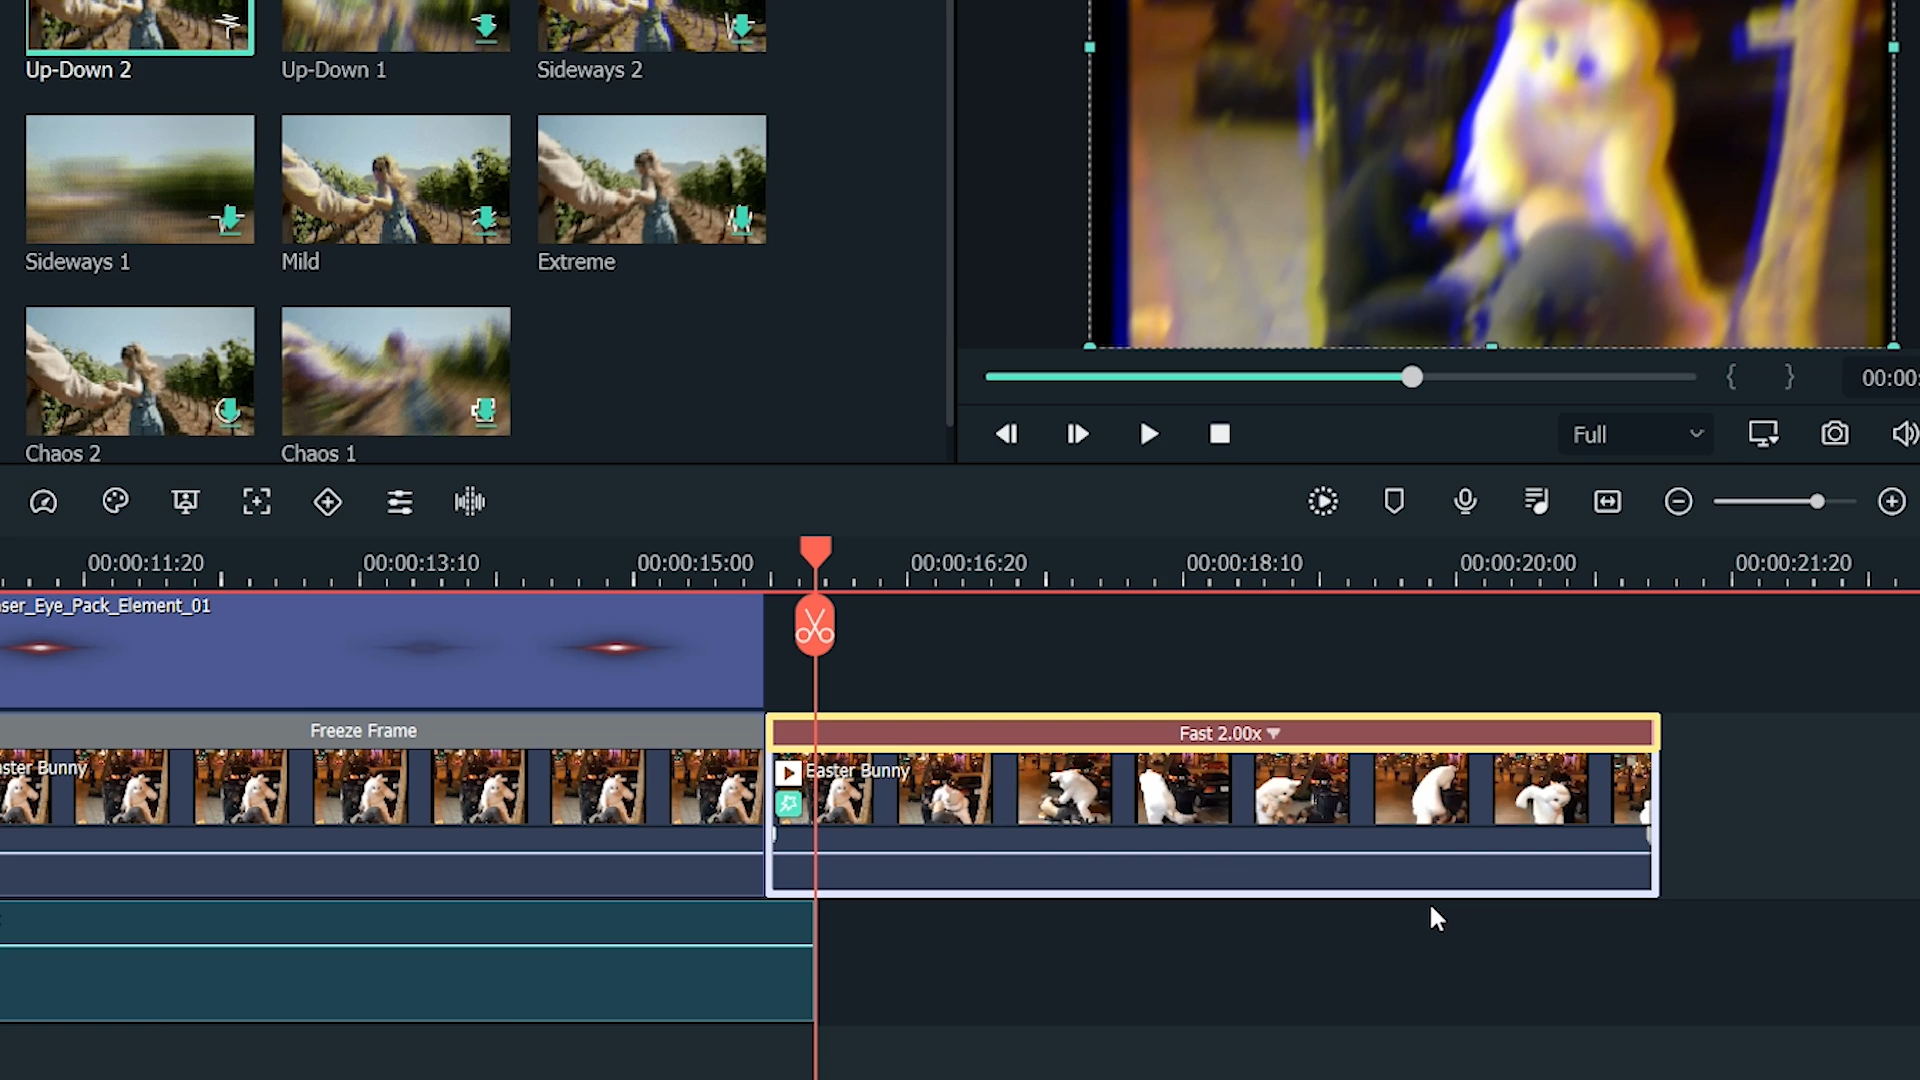 Up-Down 2
Up-Down 1
Sideways 2
Sideways 1
Mild
Extreme
Chaos 2
Chaos 1
{ }
00:00:
Full
00:00:11:20
00:00:13:10
00:00:15:00
00:00:16:20
00:00:18:10
00:00:20:00
00:00:21:20
ser_Eye_Pack_Element_01
Freeze Frame
Fast 2.00x
ster Bunny
Easter Bunny